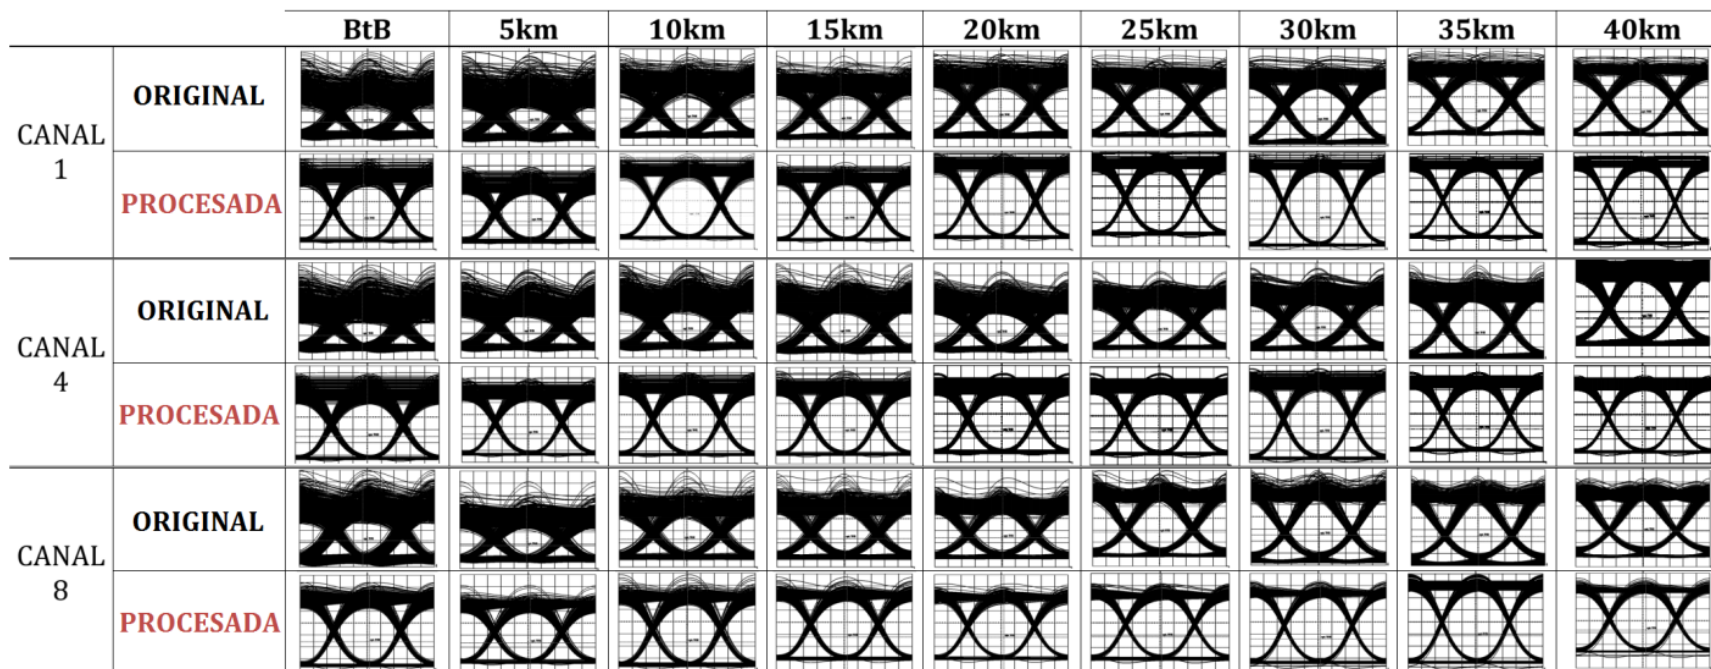 BtB 5km 10km 15km 20km 25km 30km 35km 40km
ORIGINAL
CANAL
1
PROCESADA
ORIGINAL
CANAL
4
PROCESADA
ORIGINAL
CANAL
8
PROCESADA